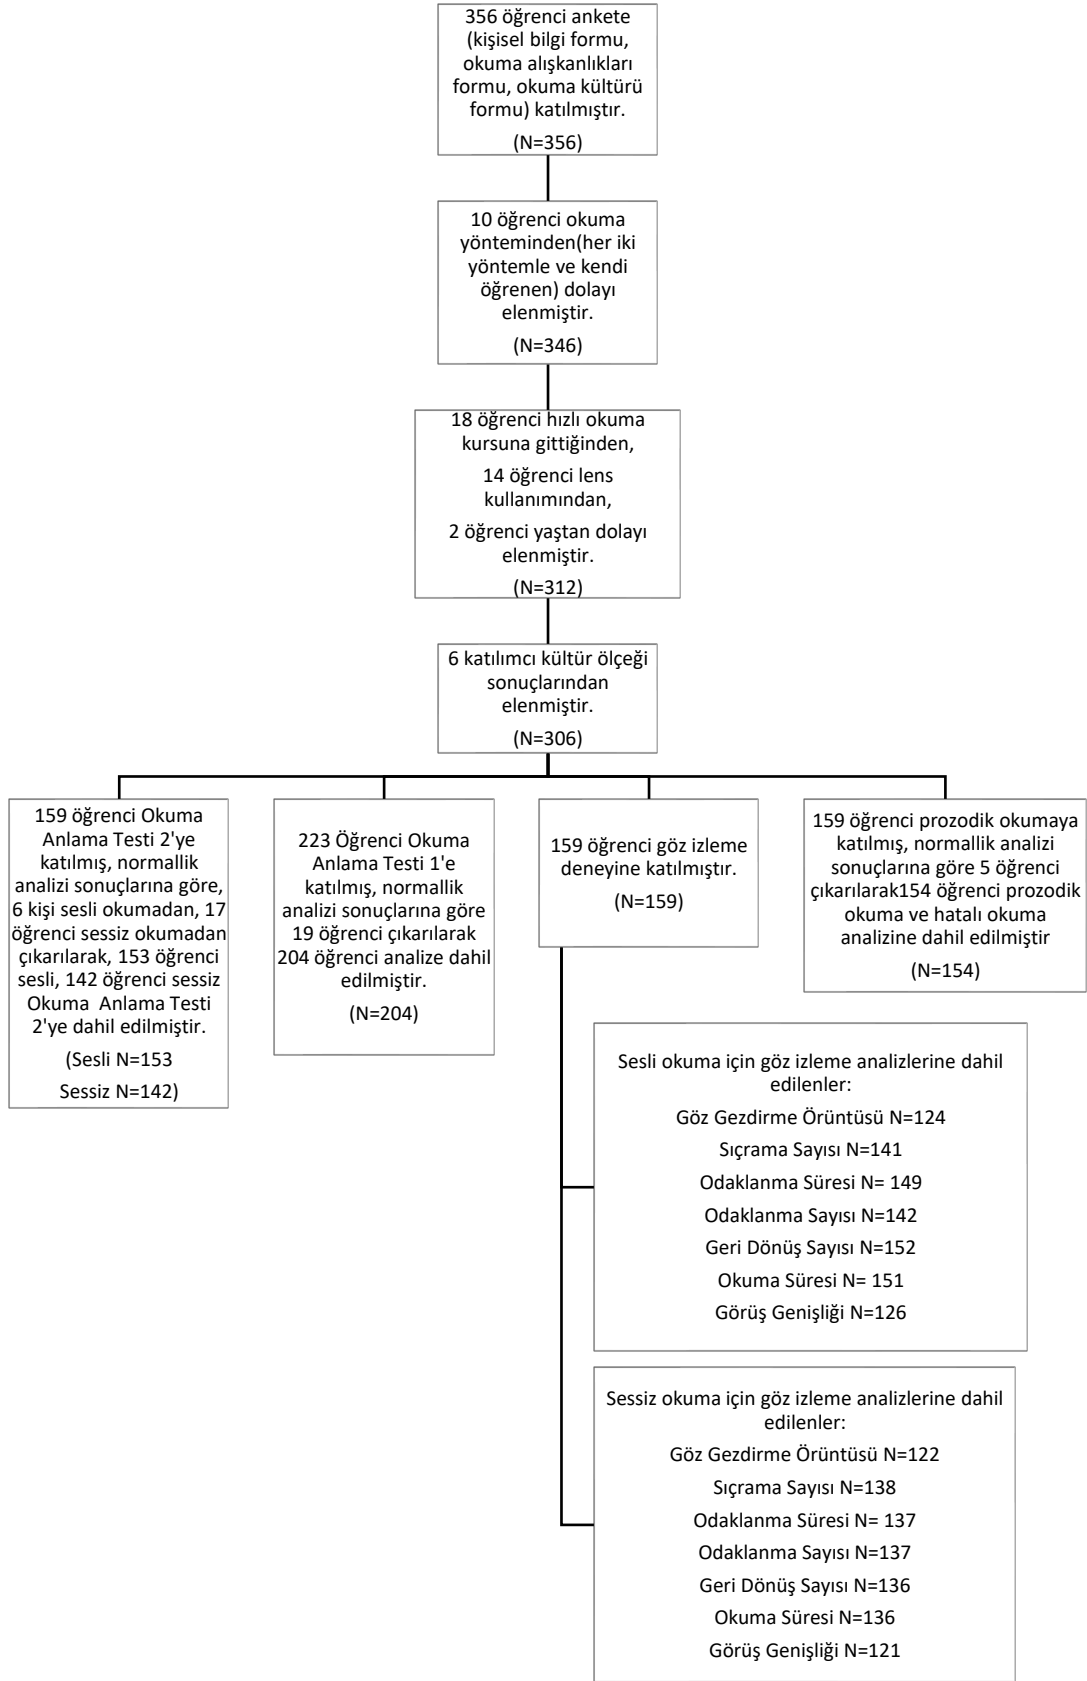 356 öğrenci ankete
(kişisel bilgi formu,
okuma alışkanlıkları
formu, okuma kültürü
formu) katılmıştır.
(N=356)
10 öğrenci okuma
yönteminden(her iki
yöntemle ve kendi
öğrenen) dolayı
elenmiştir.
(N=346)
18 öğrenci hızlı okuma
kursuna gittiğinden,
14 öğrenci lens
kullanımından,
2 öğrenci yaştan dolayı
elenmiştir.
(N=312)
6 katılımcı kültür ölçeği
sonuçlarından
elenmiştir.
(N=306)
159 öğrenci Okuma
Anlama Testi 2'ye
katılmış, normallik
analizi sonuçlarına göre,
6 kişi sesli okumadan, 17
öğrenci sessiz okumadan
çıkarılarak, 153 öğrenci
sesli, 142 öğrenci sessiz
Okuma Anlama Testi
2'ye dahil edilmiştir.
(Sesli N=153
Sessiz N=142)
223 Öğrenci Okuma
Anlama Testi 1'e
katılmış, normallik
analizi sonuçlarına göre
19 öğrenci çıkarılarak
204 öğrenci analize dahil
edilmiştir.
(N=204)
159 öğrenci göz izleme
deneyine katılmıştır.
(N=159)
159 öğrenci prozodik okumaya
katılmış, normallik analizi
sonuçlarına göre 5 öğrenci
çıkarılarak154 öğrenci prozodik
okuma ve hatalı okuma
analizine dahil edilmiştir
(N=154)
Sesli okuma için göz izleme analizlerine dahil
edilenler:
Göz Gezdirme Örüntüsü N=124
Sıçrama Sayısı N=141
Odaklanma Süresi N= 149
Odaklanma Sayısı N=142
Geri Dönüş Sayısı N=152
Okuma Süresi N= 151
Görüş Genişliği N=126
Sessiz okuma için göz izleme analizlerine dahil
edilenler:
Göz Gezdirme Örüntüsü N=122
Sıçrama Sayısı N=138
Odaklanma Süresi N= 137
Odaklanma Sayısı N=137
Geri Dönüş Sayısı N=136
Okuma Süresi N=136
Görüş Genişliği N=121